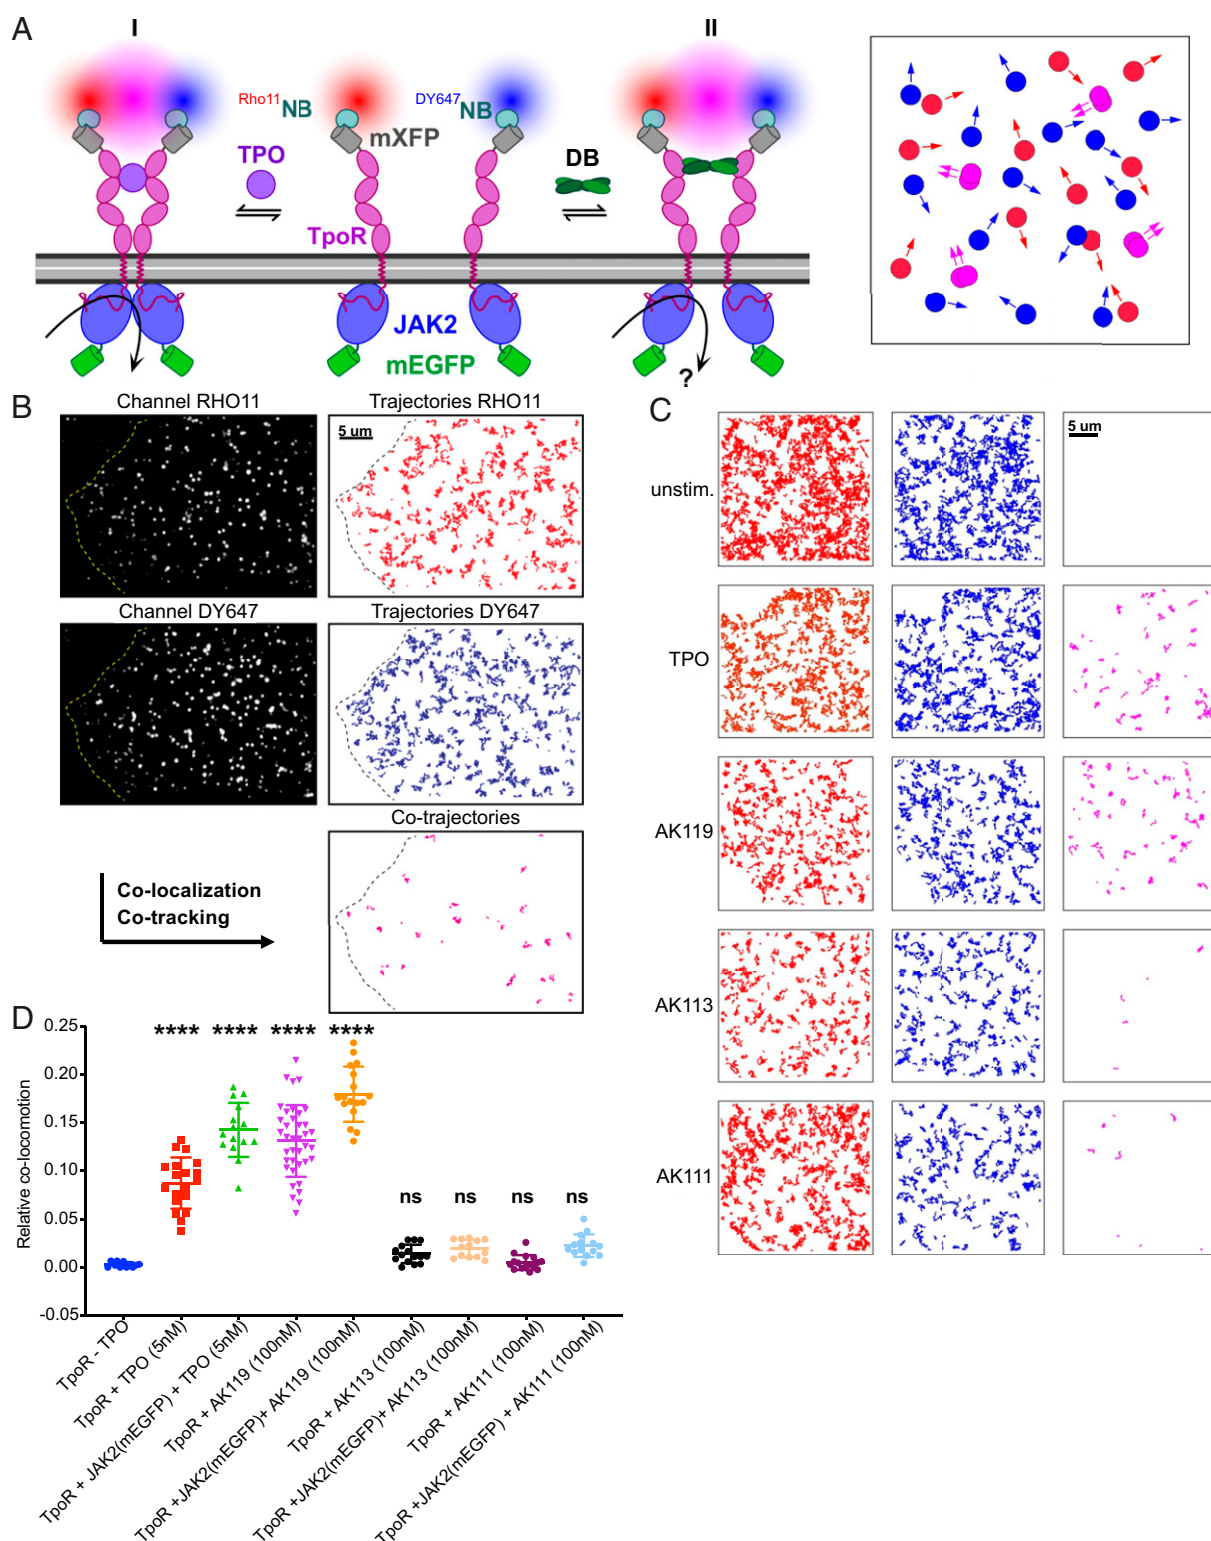 A
I
II
Rho11NB
DY647NB
mXFP
TPO
DB
TpoR
JAK2
mEGFP
?
B
Channel RHO11
Trajectories RHO11
5 um
Channel DY647
Trajectories DY647
Co-trajectories
Co-localization
Co-tracking
C
unstim.
5 um
TPO
AK119
AK113
AK111
D
Relative co-locomotion
0.25
0.20
0.15
0.10
0.05
0.00
-0.05
**** **** **** ****
ns ns ns ns
TpoR - TPO
TpoR + TPO (5nM)
TpoR + JAK2(mEGFP) + TPO (5nM)
TpoR + AK119 (100nM)
TpoR +JAK2(mEGFP)+ AK119 (100nM)
TpoR + AK113 (100nM)
TpoR +JAK2(mEGFP)+ AK113 (100nM)
TpoR + AK111 (100nM)
TpoR +JAK2(mEGFP) + AK111 (100nM)